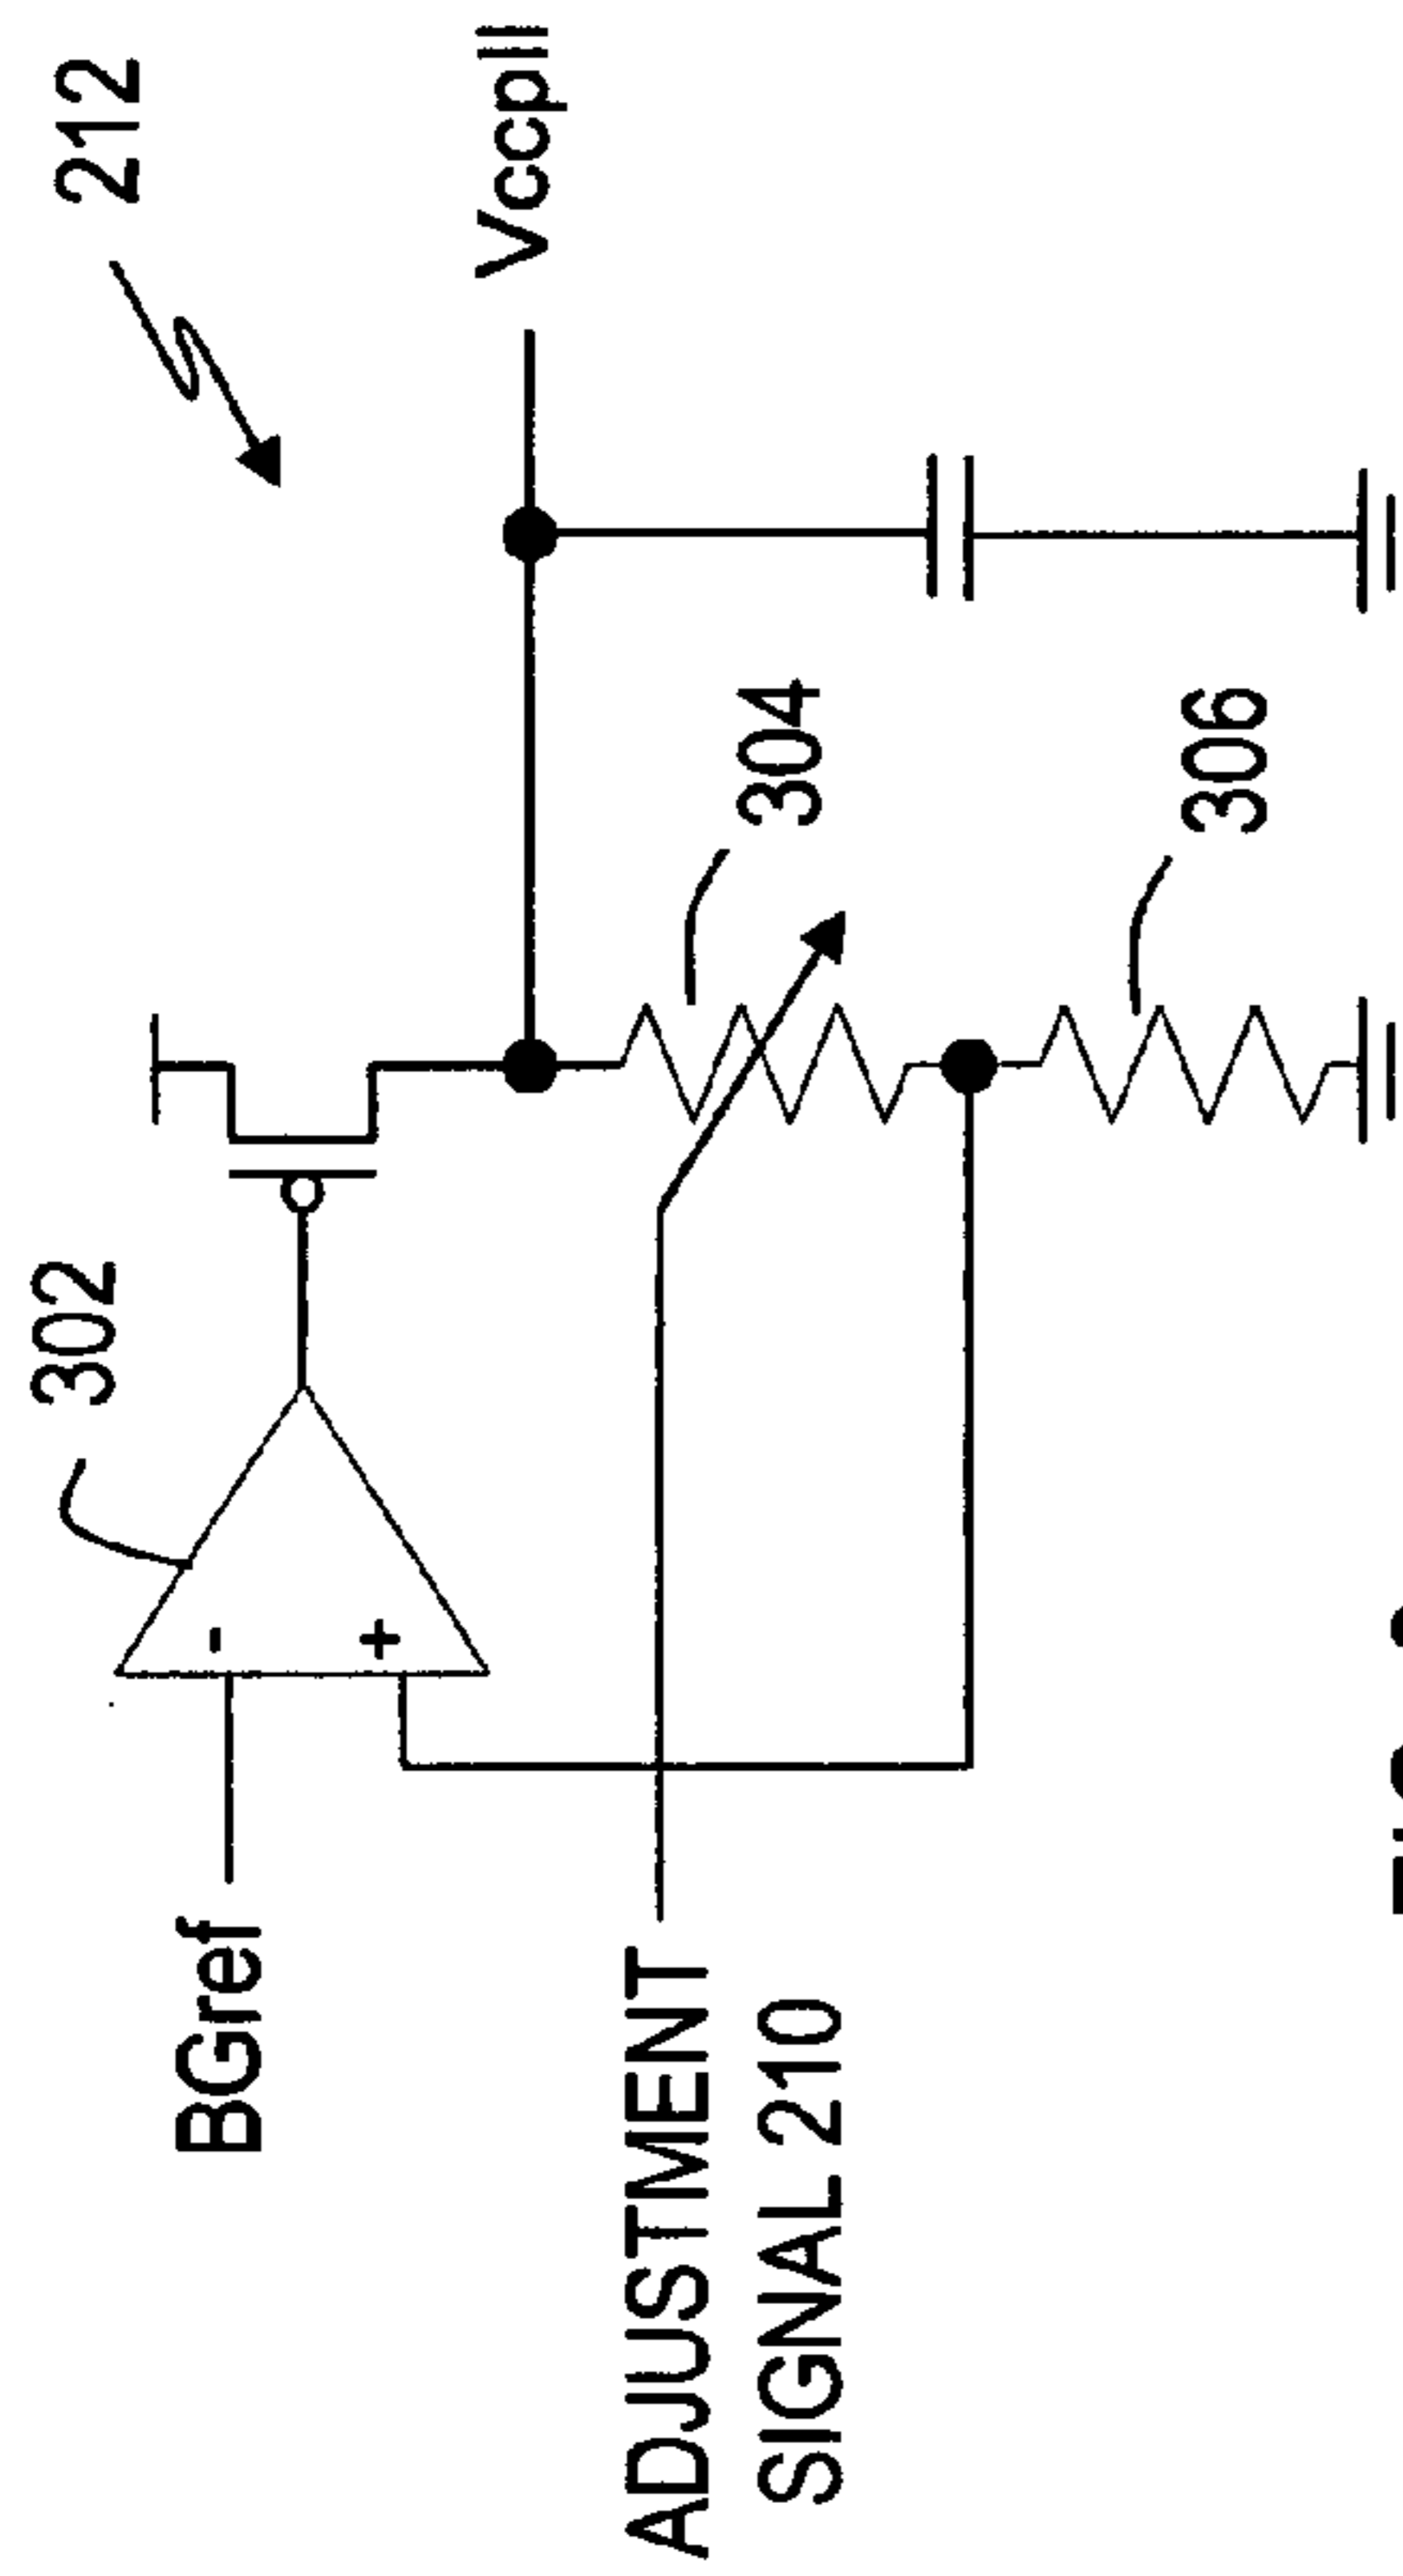 212
302
BGref
Vccpll
ADJUSTMENT
SIGNAL 210
304
306
-
+